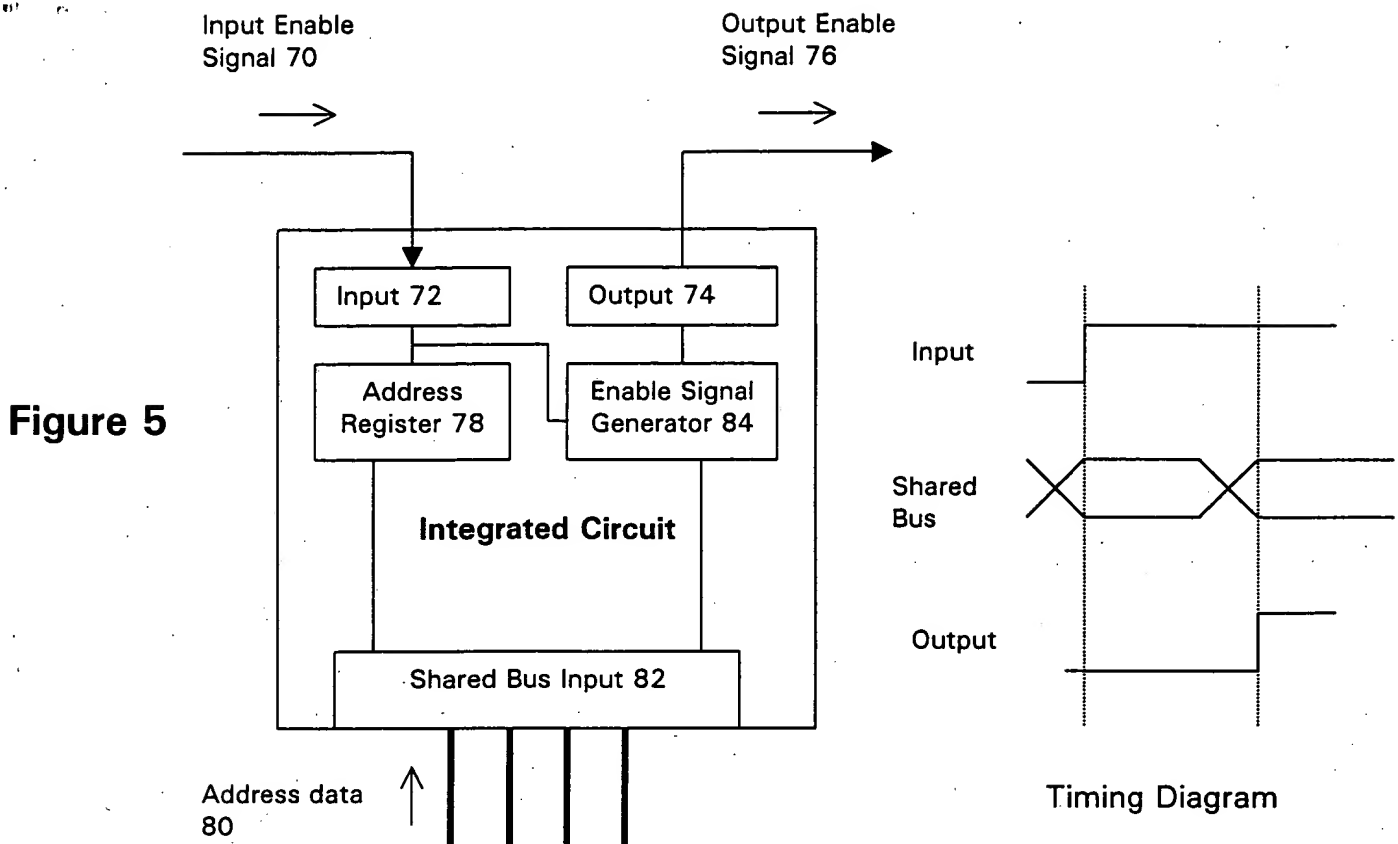 Input Enable
Signal 70
Output Enable
Signal 76
Input 72
Output 74
Address
Register 78
Enable Signal
Generator 84
Figure 5
Integrated Circuit
Shared Bus Input 82
Address data
80
Input
Shared
Bus
Output
Timing Diagram